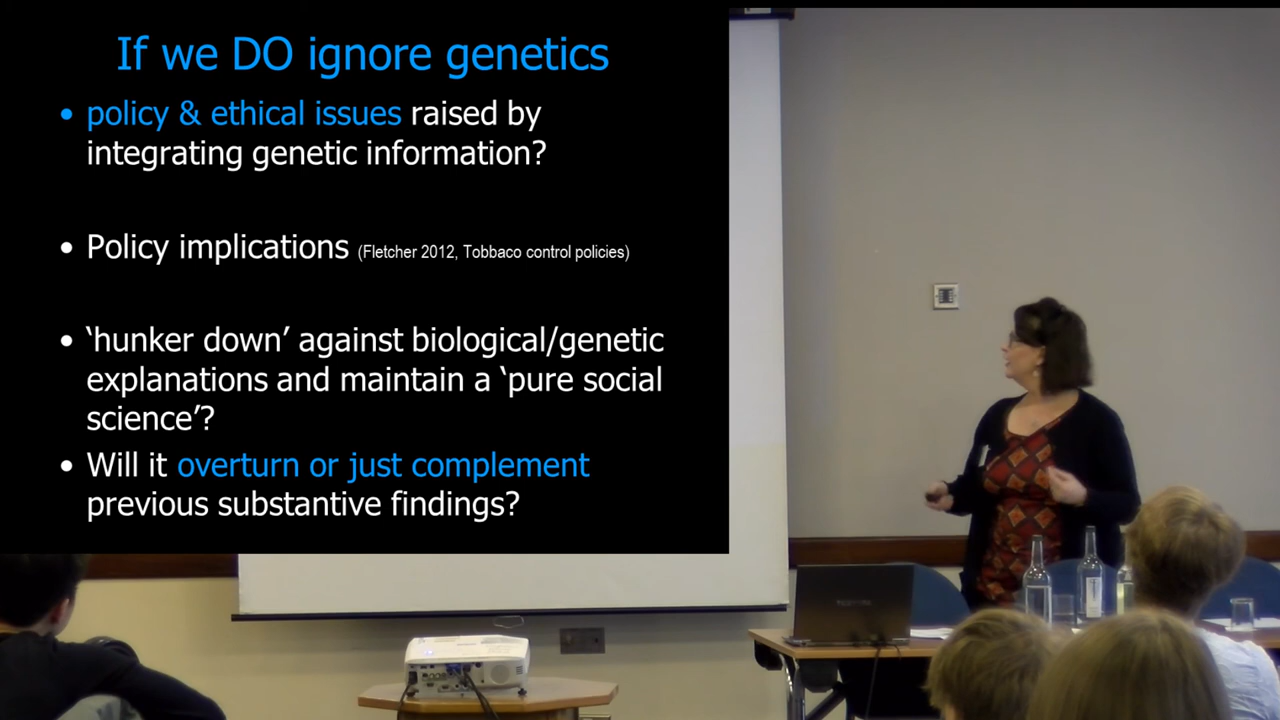 If we DO ignore genetics
• policy & ethical issues raised by
integrating genetic information?
• Policy implications (Fletcher 2012, Tobbaco control policies)
• ‘hunker down’ against biological/genetic
explanations and maintain a ‘pure social
science’?
• Will it overturn or just complement
previous substantive findings?